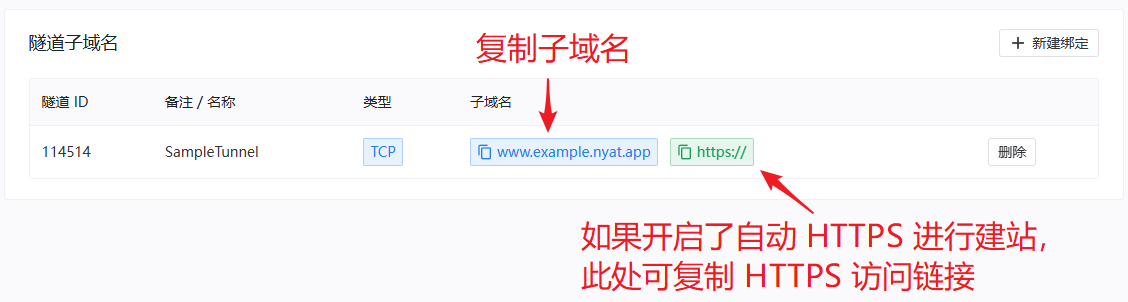 隧道子域名
复制子域名
新建绑定
隧道 ID 备注 / 名称 类型 子域名
114514 SampleTunnel TCP www.example.nyat.app https:// 删除
如果开启了自动 HTTPS 进行建站，
此处可复制 HTTPS 访问链接